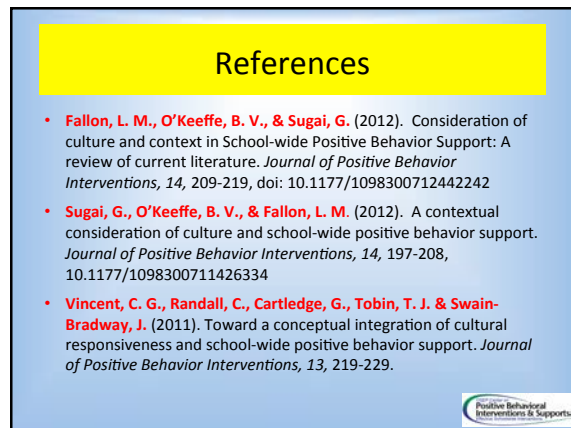 References
• Fallon, L. M., O'Keeffe, B. V., & Sugai, G. (2012).  Consideration of
culture and context in School-wide Positive Behavior Support: A
review of current literature. Journal of Positive Behavior
Interventions, 14, 209-219, doi: 10.1177/1098300712442242
• Sugai, G., O'Keeffe, B. V., & Fallon, L. M. (2012).  A contextual
consideration of culture and school-wide positive behavior support.
Journal of Positive Behavior Interventions, 14, 197-208,
10.1177/1098300711426334
• Vincent, C. G., Randall, C., Cartledge, G., Tobin, T. J. & Swain-
Bradway, J. (2011). Toward a conceptual integration of cultural
responsiveness and school-wide positive behavior support. Journal
of Positive Behavior Interventions, 13, 219-229.
Positive Behavioral
Interventions & Supports